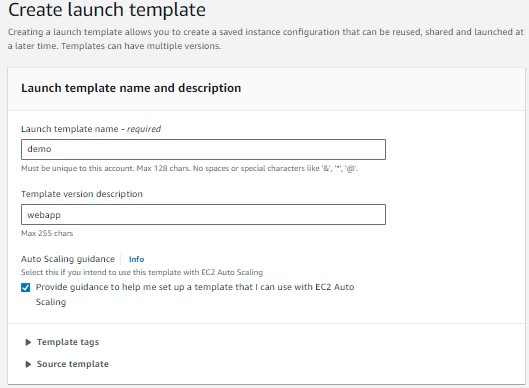 Create launch template
Creating a launch template allows you to create a saved instance configuration that can be reused, shared and launched at
a later time. Templates can have multiple versions.
Launch template name and description
Launch template name - required
demo
Must be unique to this account. Max 128 chars. No spaces or special characters like '&', '*', '@'.
Template version description
webapp
Max 255 chars
Auto Scaling guidance Info
Select this if you intend to use this template with EC2 Auto Scaling
Provide guidance to help me set up a template that I can use with EC2 Auto
Scaling
Template tags
Source template